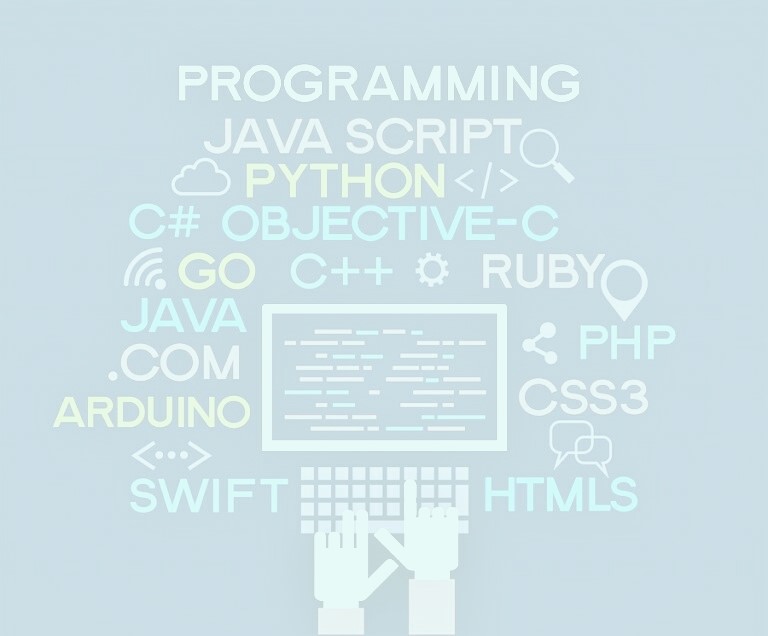 PROGRAMMING
JAVA SCRIPT
PYTHON </>
C# OBJECTIVE-C
GO C++ RUBY
JAVA
PHP
.COM
CSS3
ARDUINO
SWIFT HTMLS